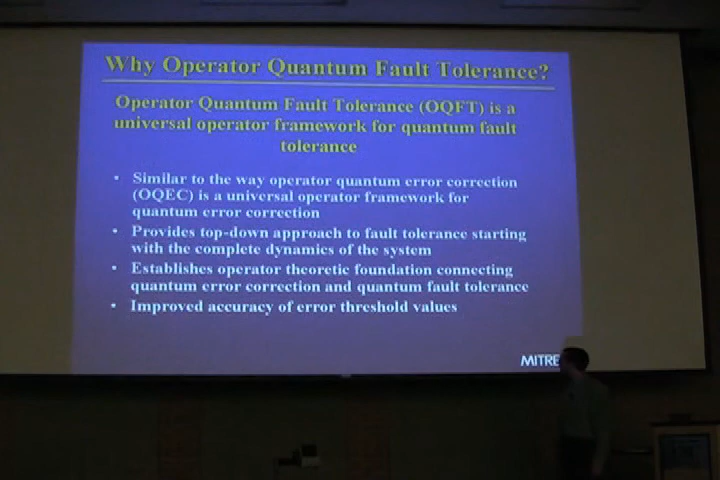 Why Operator Quantum Fault Tolerance?
Operator Quantum Fault Tolerance (OQFT) is a
universal operator framework for quantum fault
tolerance
• Similar to the way operator quantum error correction
(OQEC) is a universal operator framework for
quantum error correction
• Provides top-down approach to fault tolerance starting
with the complete dynamics of the system
• Establishes operator theoretic foundation connecting
quantum error correction and quantum fault tolerance
• Improved accuracy of error threshold values
MITRE